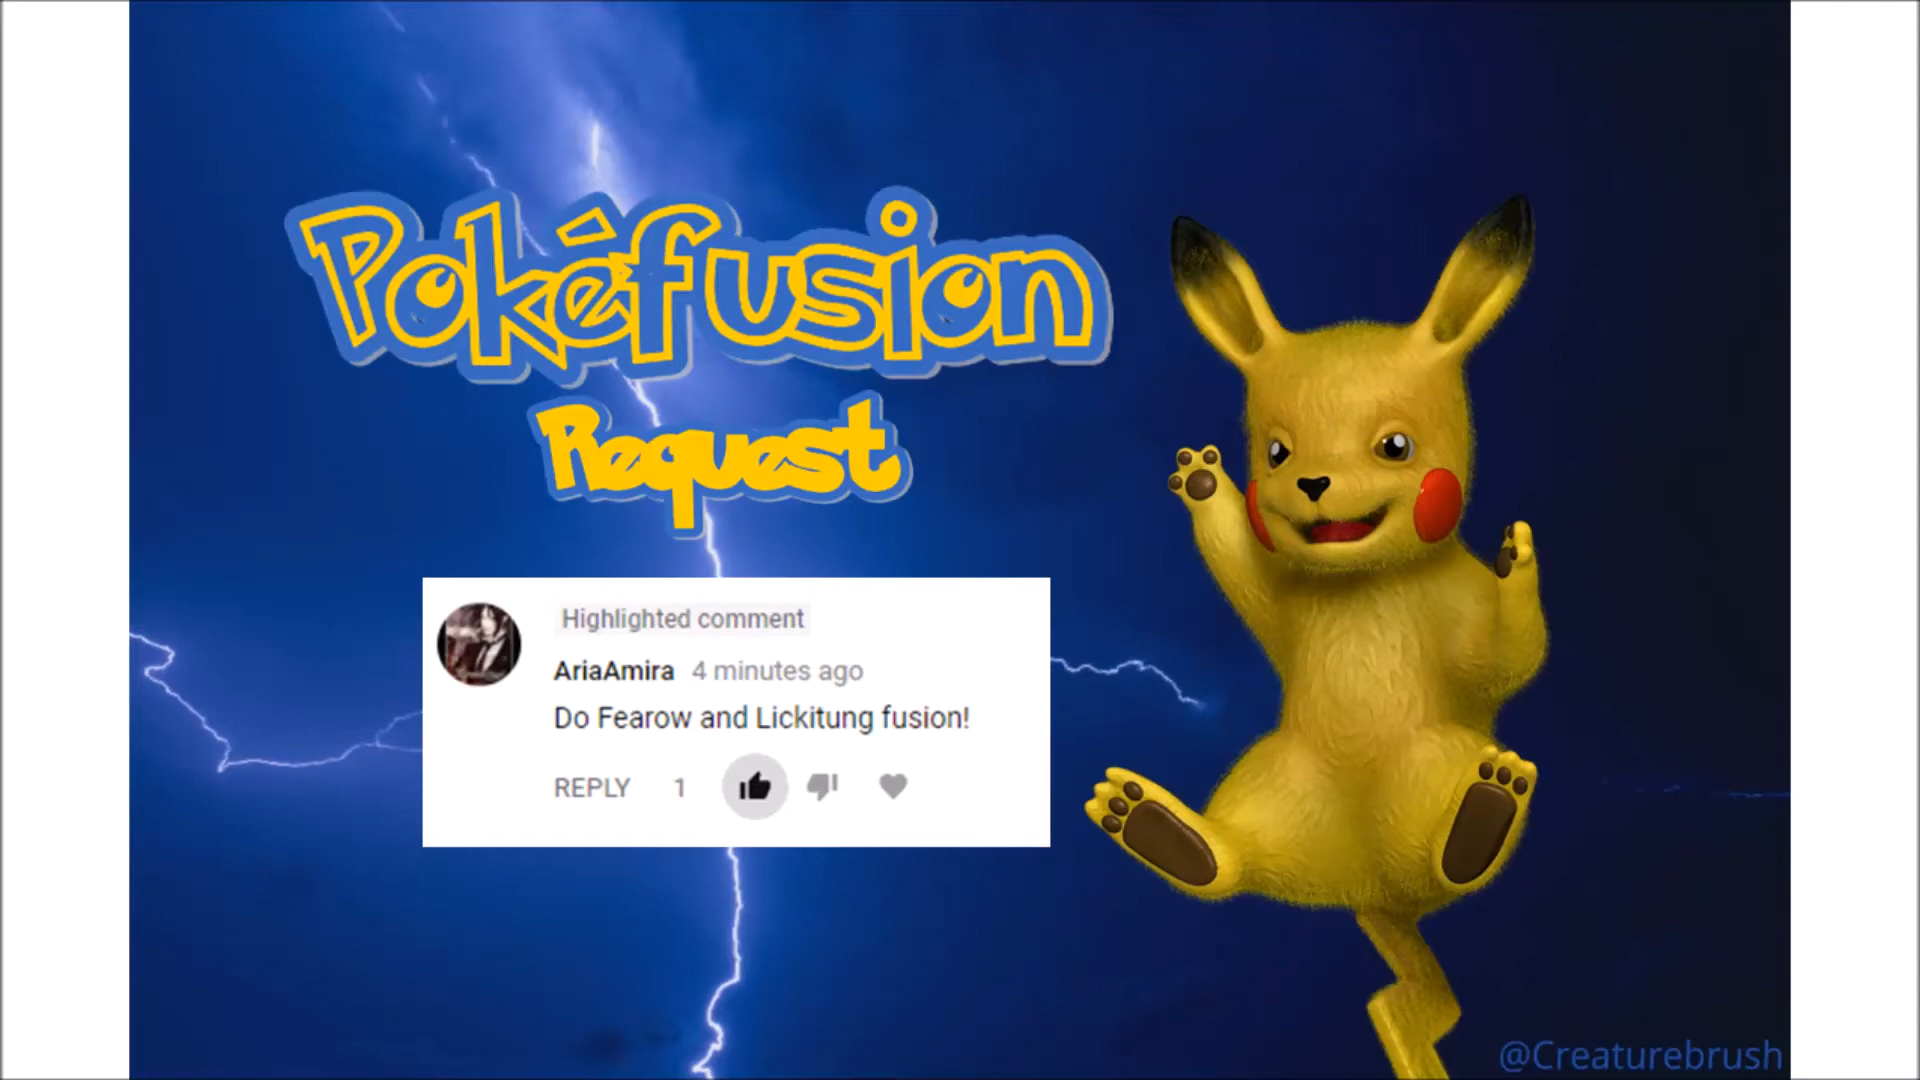 Pokéfusion
Request
Highlighted comment
AriaAmira 4 minutes ago
Do Fearow and Lickitung fusion!
REPLY 1
@Creaturebrush